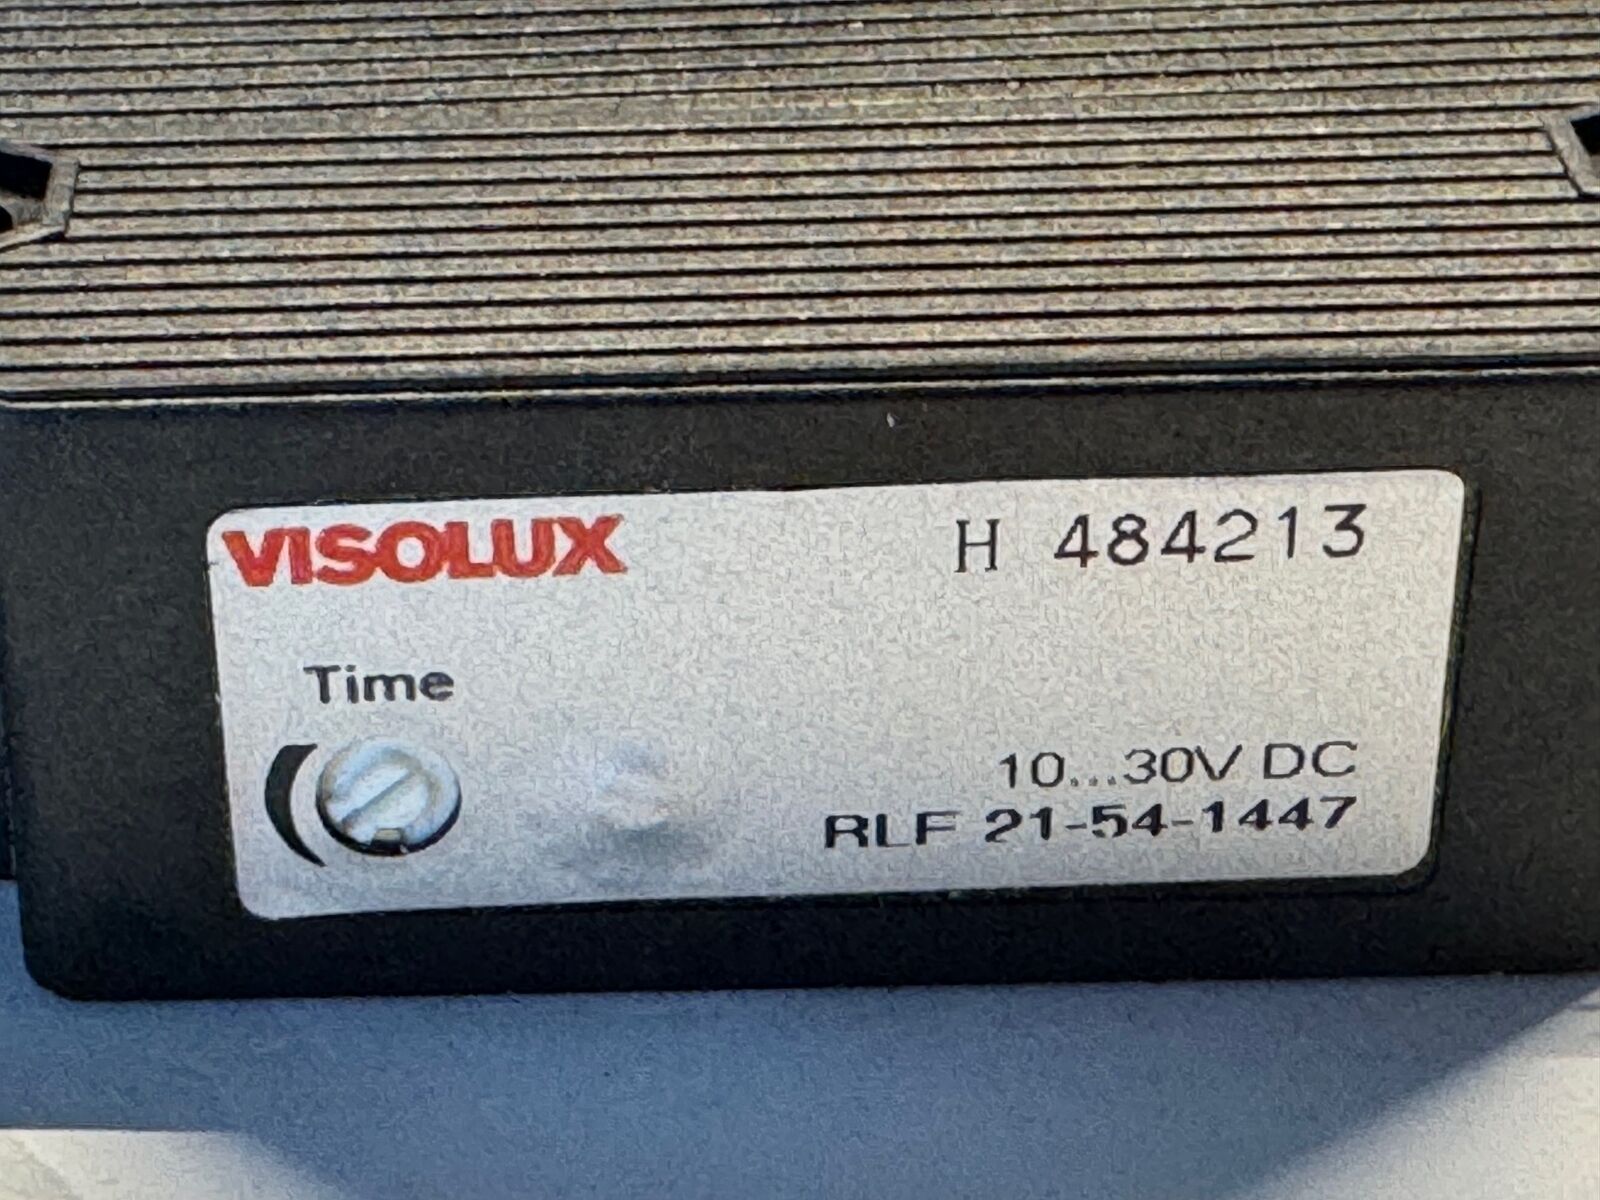 VISOLUX
H 484213
Time
10...30V DC
RLF 21-54-1447